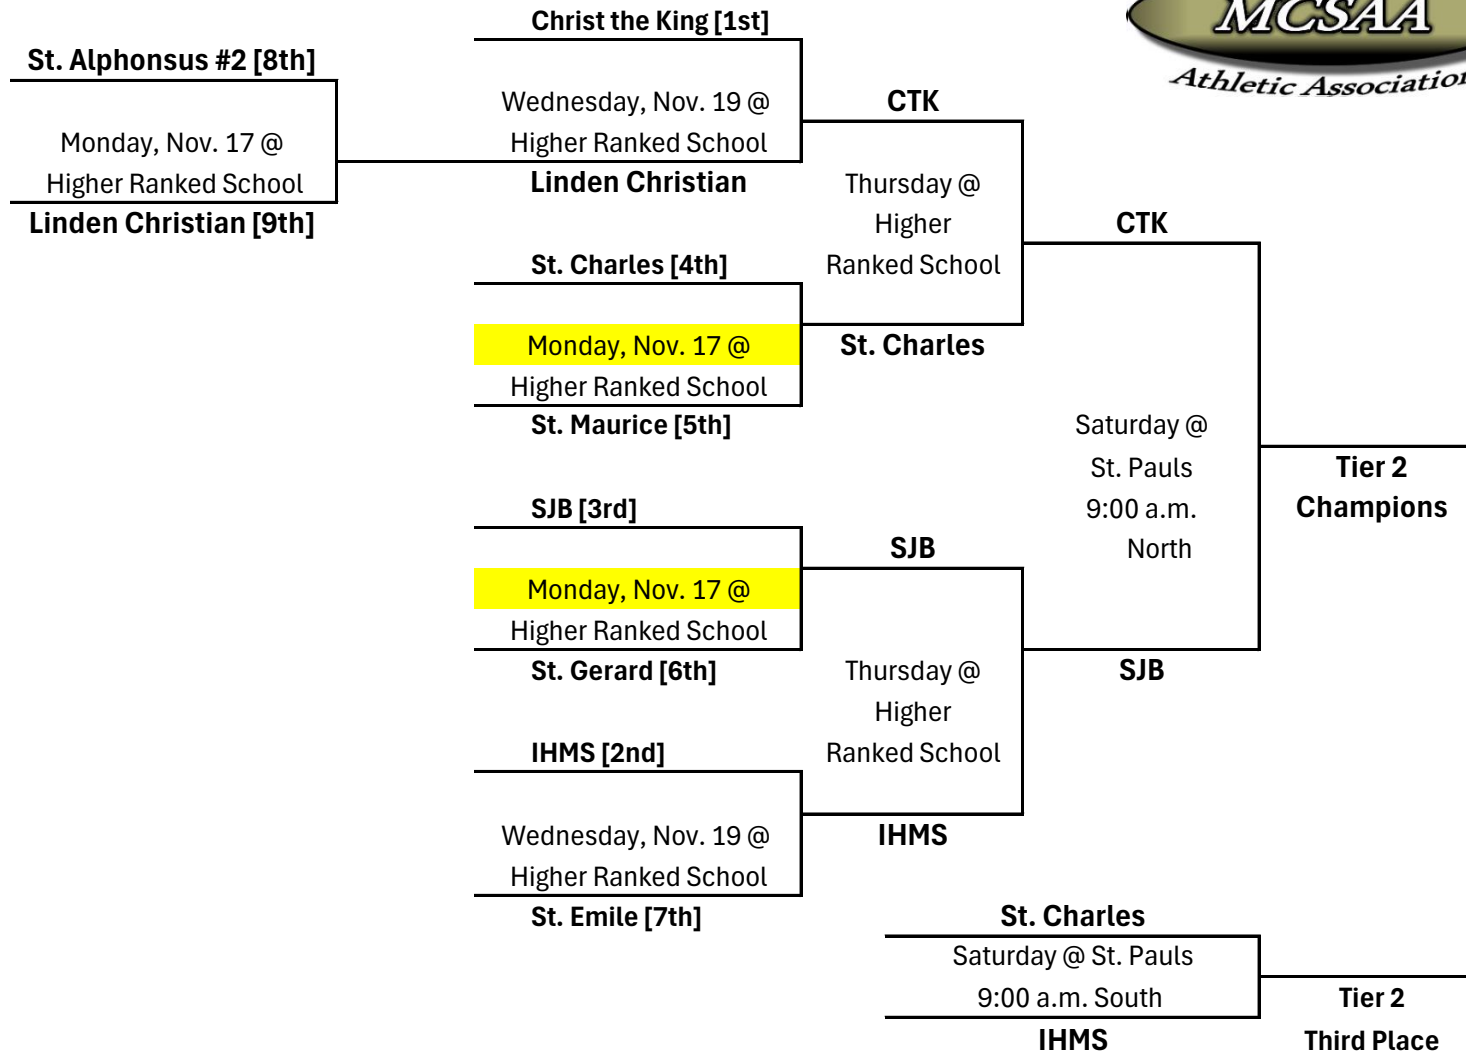 MCSAA
Athletic Association
Christ the King [1st]
St. Alphonsus #2 [8th]
Wednesday, Nov. 19 @
Higher Ranked School
CTK
Monday, Nov. 17 @
Higher Ranked School
Linden Christian
Linden Christian [9th]
Thursday @
Higher
Ranked School
CTK
St. Charles [4th]
Monday, Nov. 17 @
Higher Ranked School
St. Charles
St. Maurice [5th]
Saturday @
St. Pauls
9:00 a.m.
North
Tier 2
Champions
SJB [3rd]
SJB
Monday, Nov. 17 @
Higher Ranked School
St. Gerard [6th]
Thursday @
Higher
Ranked School
SJB
IHMS [2nd]
Wednesday, Nov. 19 @
Higher Ranked School
IHMS
St. Emile [7th]
St. Charles
Saturday @ St. Pauls
9:00 a.m. South
IHMS
Tier 2
Third Place